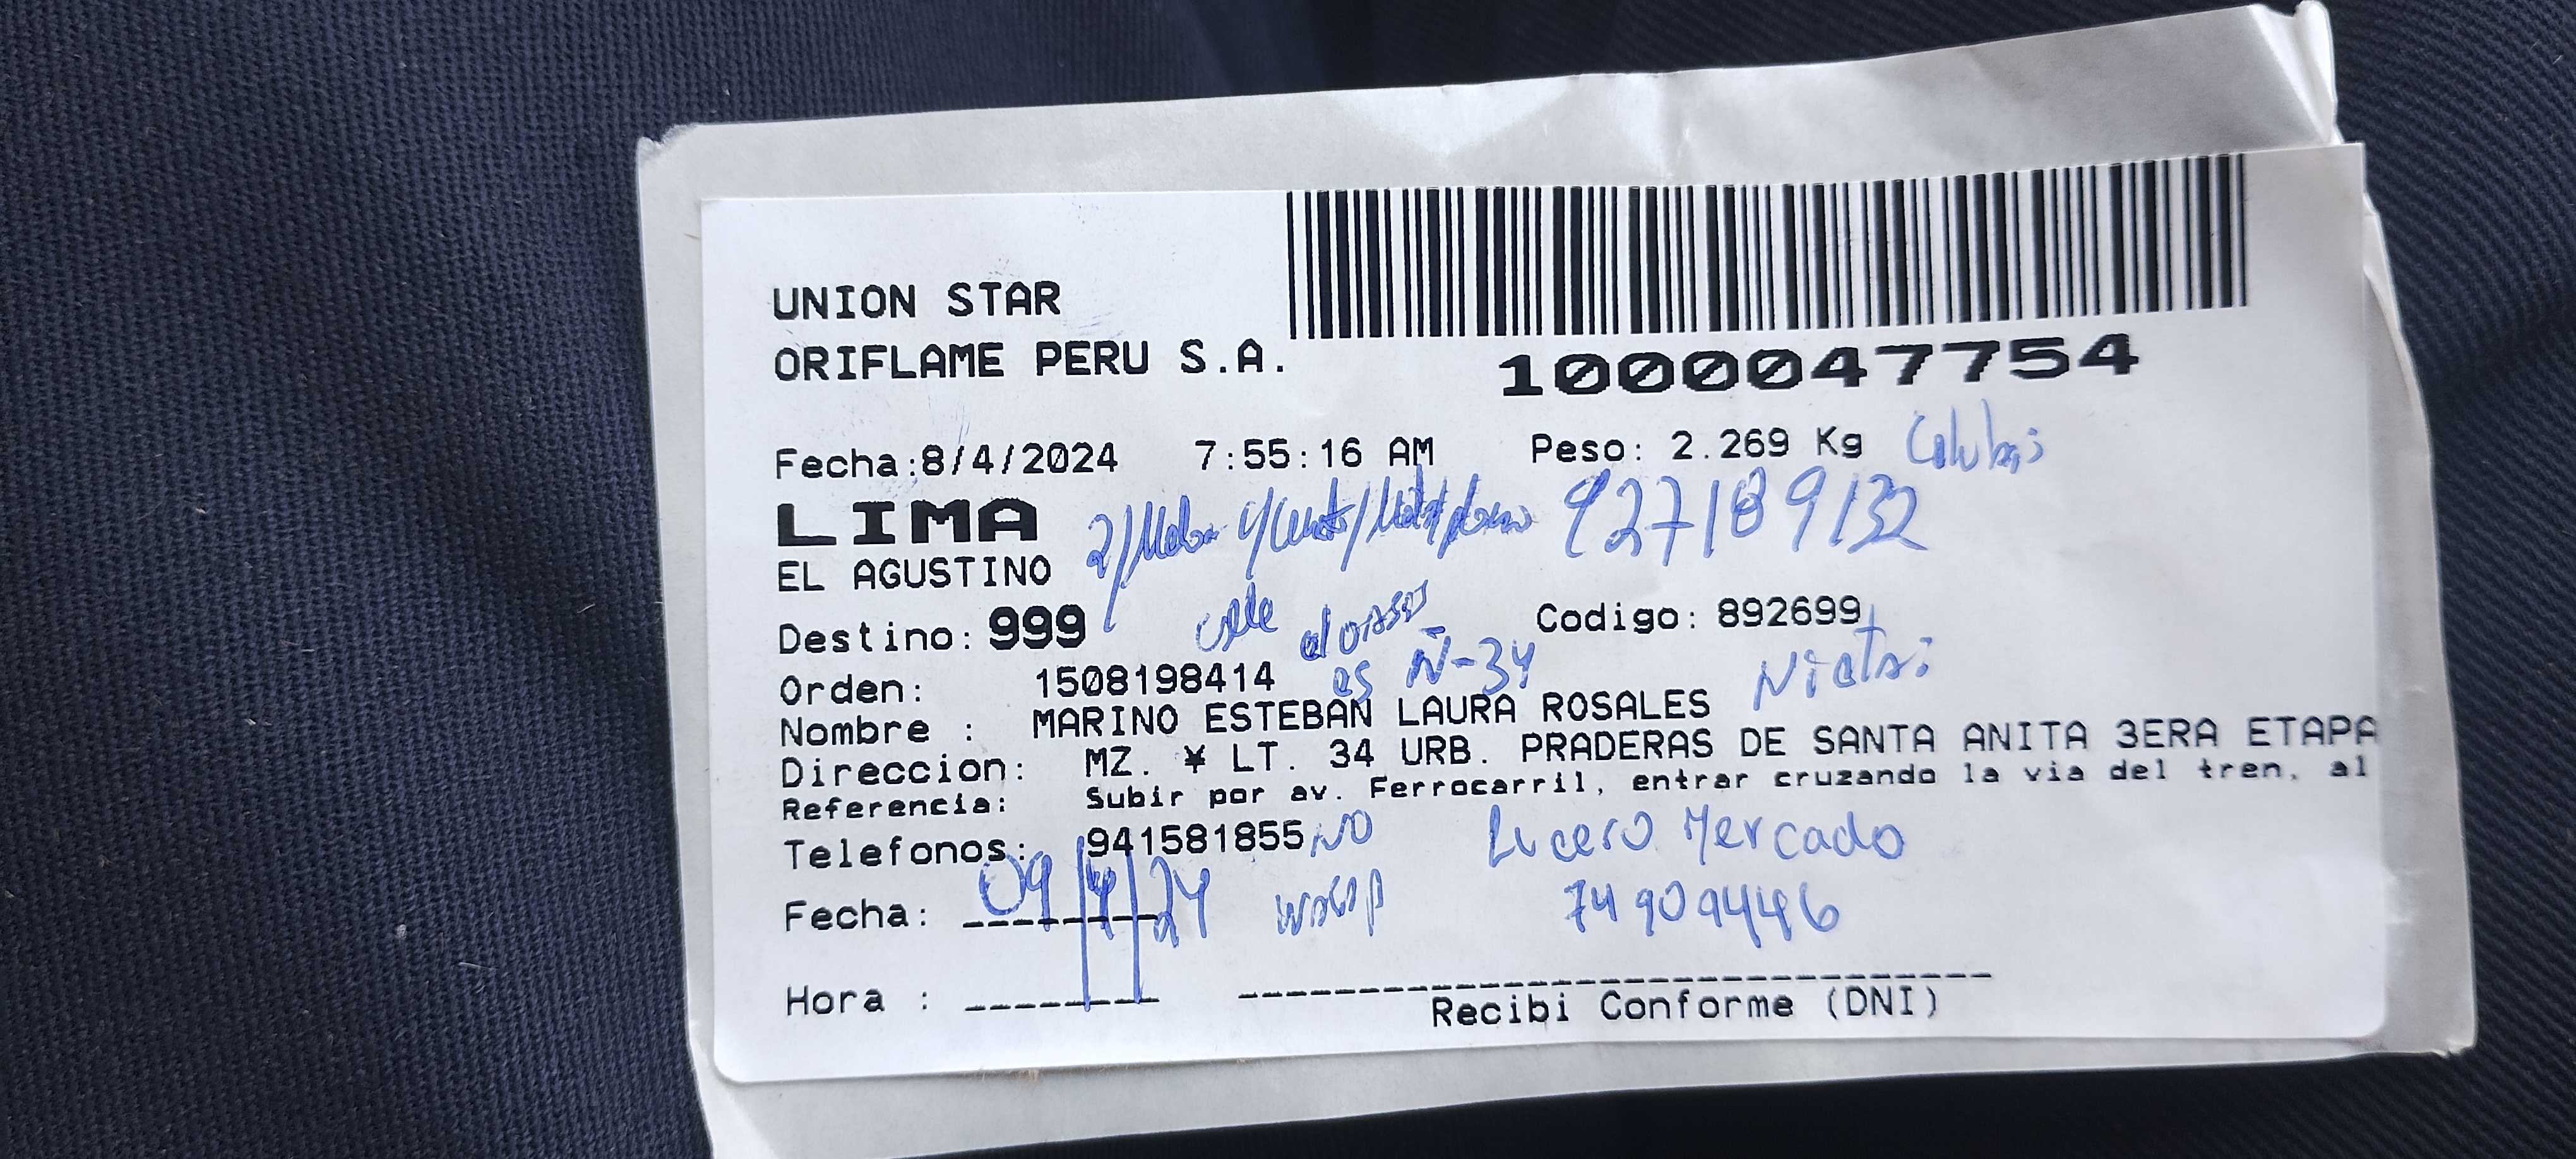 UNION STAR
ORIFLAME PERU S.A.
1000047754
Fecha:8/4/2024 7:55:16 AM Peso: 2.269 Kg
LIMA
927189132
EL AGUSTINO
Destino: 999 calle Codigo: 892699
es Ñ-34
Orden: 1508198414
Nombre : MARINO ESTEBAN LAURA ROSALES
Direccion: MZ. ¥ LT. 34 URB. PRADERAS DE SANTA ANITA 3ERA ETAPA
Referencia: Subir por av. Ferrocarril, entrar cruzando la via del tren, al
Telefonos: 941581855 NO Lucero Mercado
Fecha: 09/4/24 74909446
Hora :
Recibi Conforme (DNI)